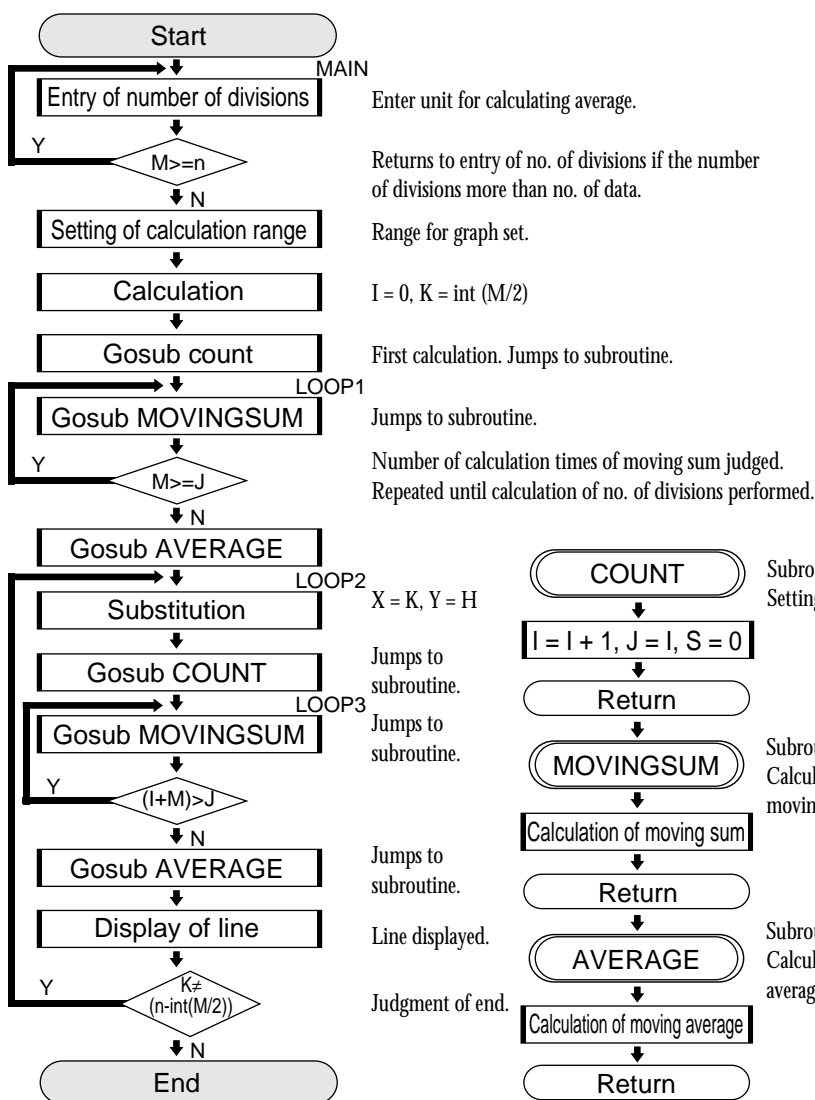 Start
MAIN
Entry of number of divisions
Enter unit for calculating average.
Y
M>=n
Returns to entry of no. of divisions if the number
of divisions more than no. of data.
N
Setting of calculation range
Range for graph set.
Calculation
I = 0, K = int (M/2)
Gosub count
First calculation. Jumps to subroutine.
LOOP1
Gosub MOVINGSUM
Jumps to subroutine.
Y
M>=J
Number of calculation times of moving sum judged.
Repeated until calculation of no. of divisions performed.
N
Gosub AVERAGE
LOOP2
Substitution
X = K, Y = H
Gosub COUNT
Jumps to
subroutine.
LOOP3
Gosub MOVINGSUM
Jumps to
subroutine.
Y
(I+M)>J
N
Gosub AVERAGE
Jumps to
subroutine.
Display of line
Line displayed.
Y
K≠
(n-int(M/2))
Judgment of end.
N
End
COUNT
I = I + 1, J = I, S = 0
Return
MOVINGSUM
Calculation of moving sum
Return
AVERAGE
Calculation of moving average
Return